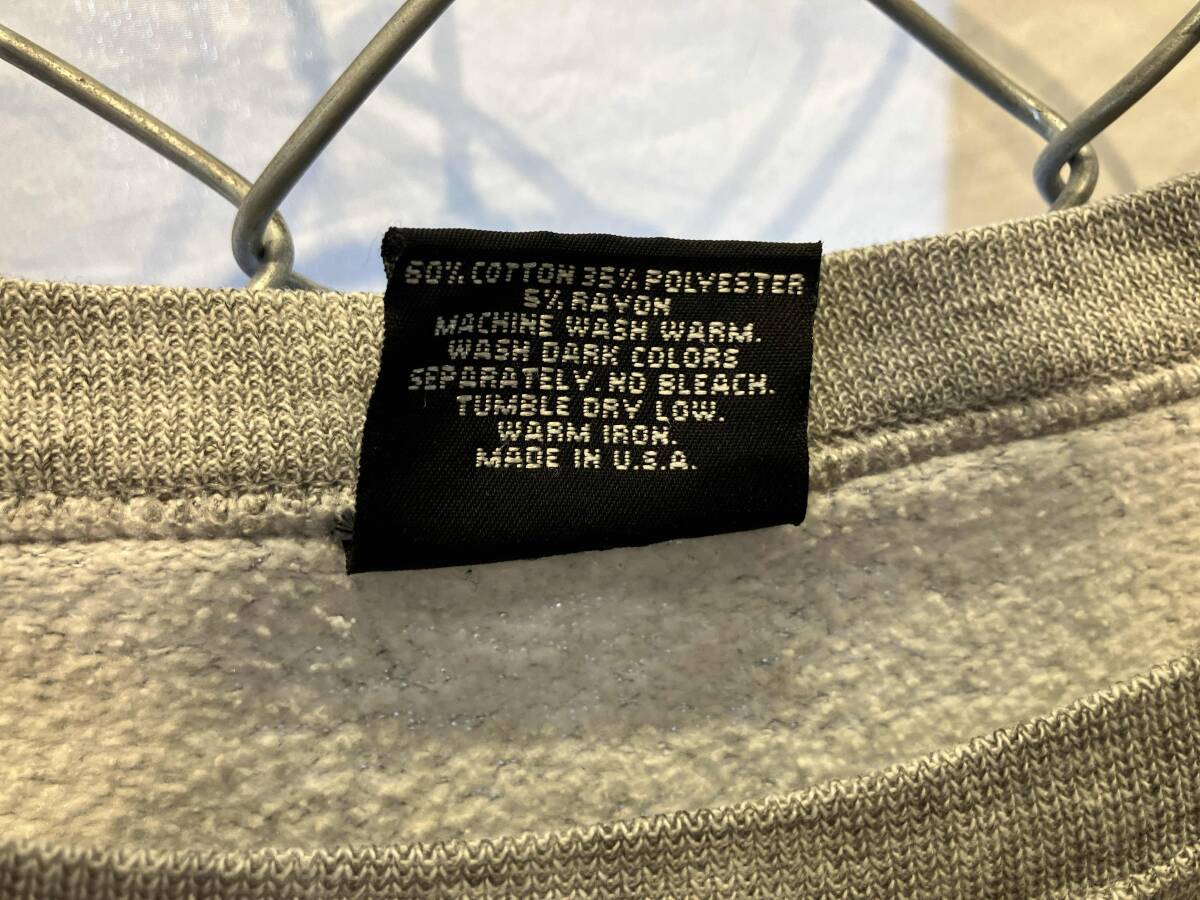 60% COTTON 35% POLYESTER
5% RAYON
MACHINE WASH WARM.
WASH DARK COLORS
SEPARATELY. NO BLEACH.
TUMBLE DRY LOW.
WARM IRON.
MADE IN U.S.A.